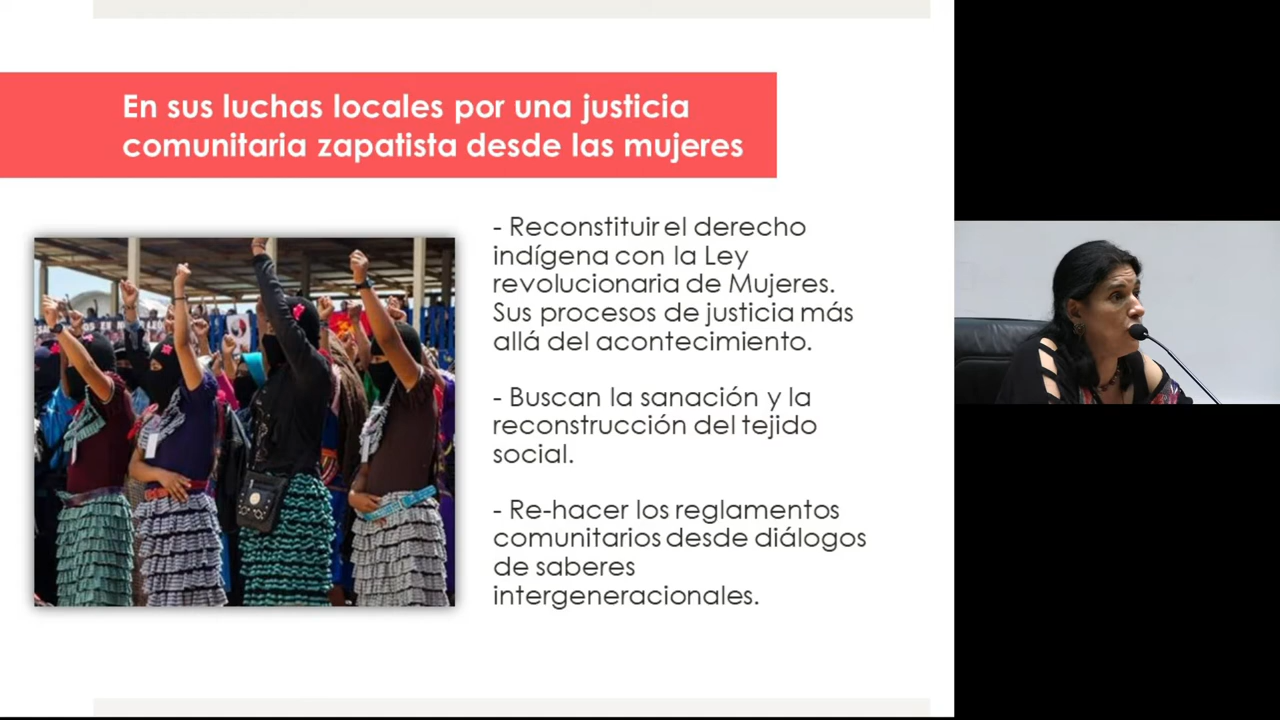 En sus luchas locales por una justicia
comunitaria zapatista desde las mujeres
- Reconstituir el derecho
indígena con la Ley
revolucionaria de Mujeres.
Sus procesos de justicia más
allá del acontecimiento.
- Buscan la sanación y la
reconstrucción del tejido
social.
- Re-hacer los reglamentos
comunitarios desde diálogos
de saberes
intergeneracionales.